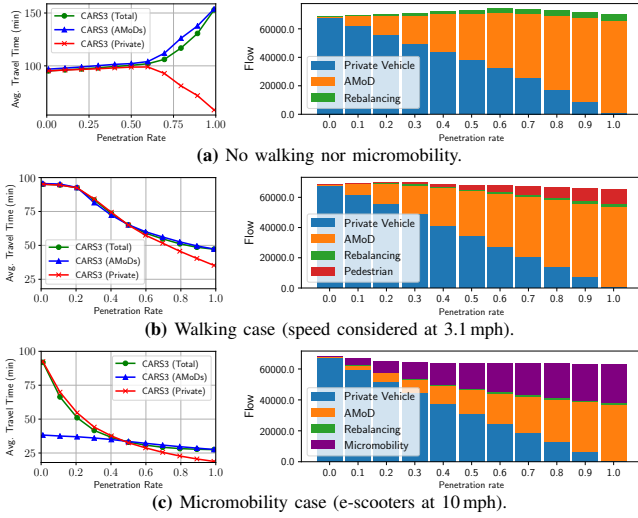 Avg. Travel Time (min)
150
100
CARS3 (Total)
CARS3 (AMoDs)
CARS3 (Private)
0.00 0.25 0.50 0.75 1.00
Penetration Rate
Flow
60000.0
40000.0
20000.0
0.0
Private Vehicle
AMoD
Rebalancing
0.0 0.1 0.2 0.3 0.4 0.5 0.6 0.7 0.8 0.9 1.0
Penetration rate
(a) No walking nor micromobility.
Avg. Travel Time (min)
100
75
50
25
CARS3 (Total)
CARS3 (AMoDs)
CARS3 (Private)
0.0 0.2 0.4 0.6 0.8 1.0
Penetration Rate
Flow
60000.0
40000.0
20000.0
0.0
Private Vehicle
AMoD
Rebalancing
Pedestrian
0.0 0.1 0.2 0.3 0.4 0.5 0.6 0.7 0.8 0.9 1.0
Penetration rate
(b) Walking case (speed considered at 3.1 mph).
Avg. Travel Time (min)
100
75
50
25
CARS3 (Total)
CARS3 (AMoDs)
CARS3 (Private)
0.0 0.2 0.4 0.6 0.8 1.0
Penetration Rate
Flow
60000.0
40000.0
20000.0
0.0
Private Vehicle
AMoD
Rebalancing
Micromobility
0.0 0.1 0.2 0.3 0.4 0.5 0.6 0.7 0.8 0.9 1.0
Penetration rate
(c) Micromobility case (e-scooters at 10 mph).